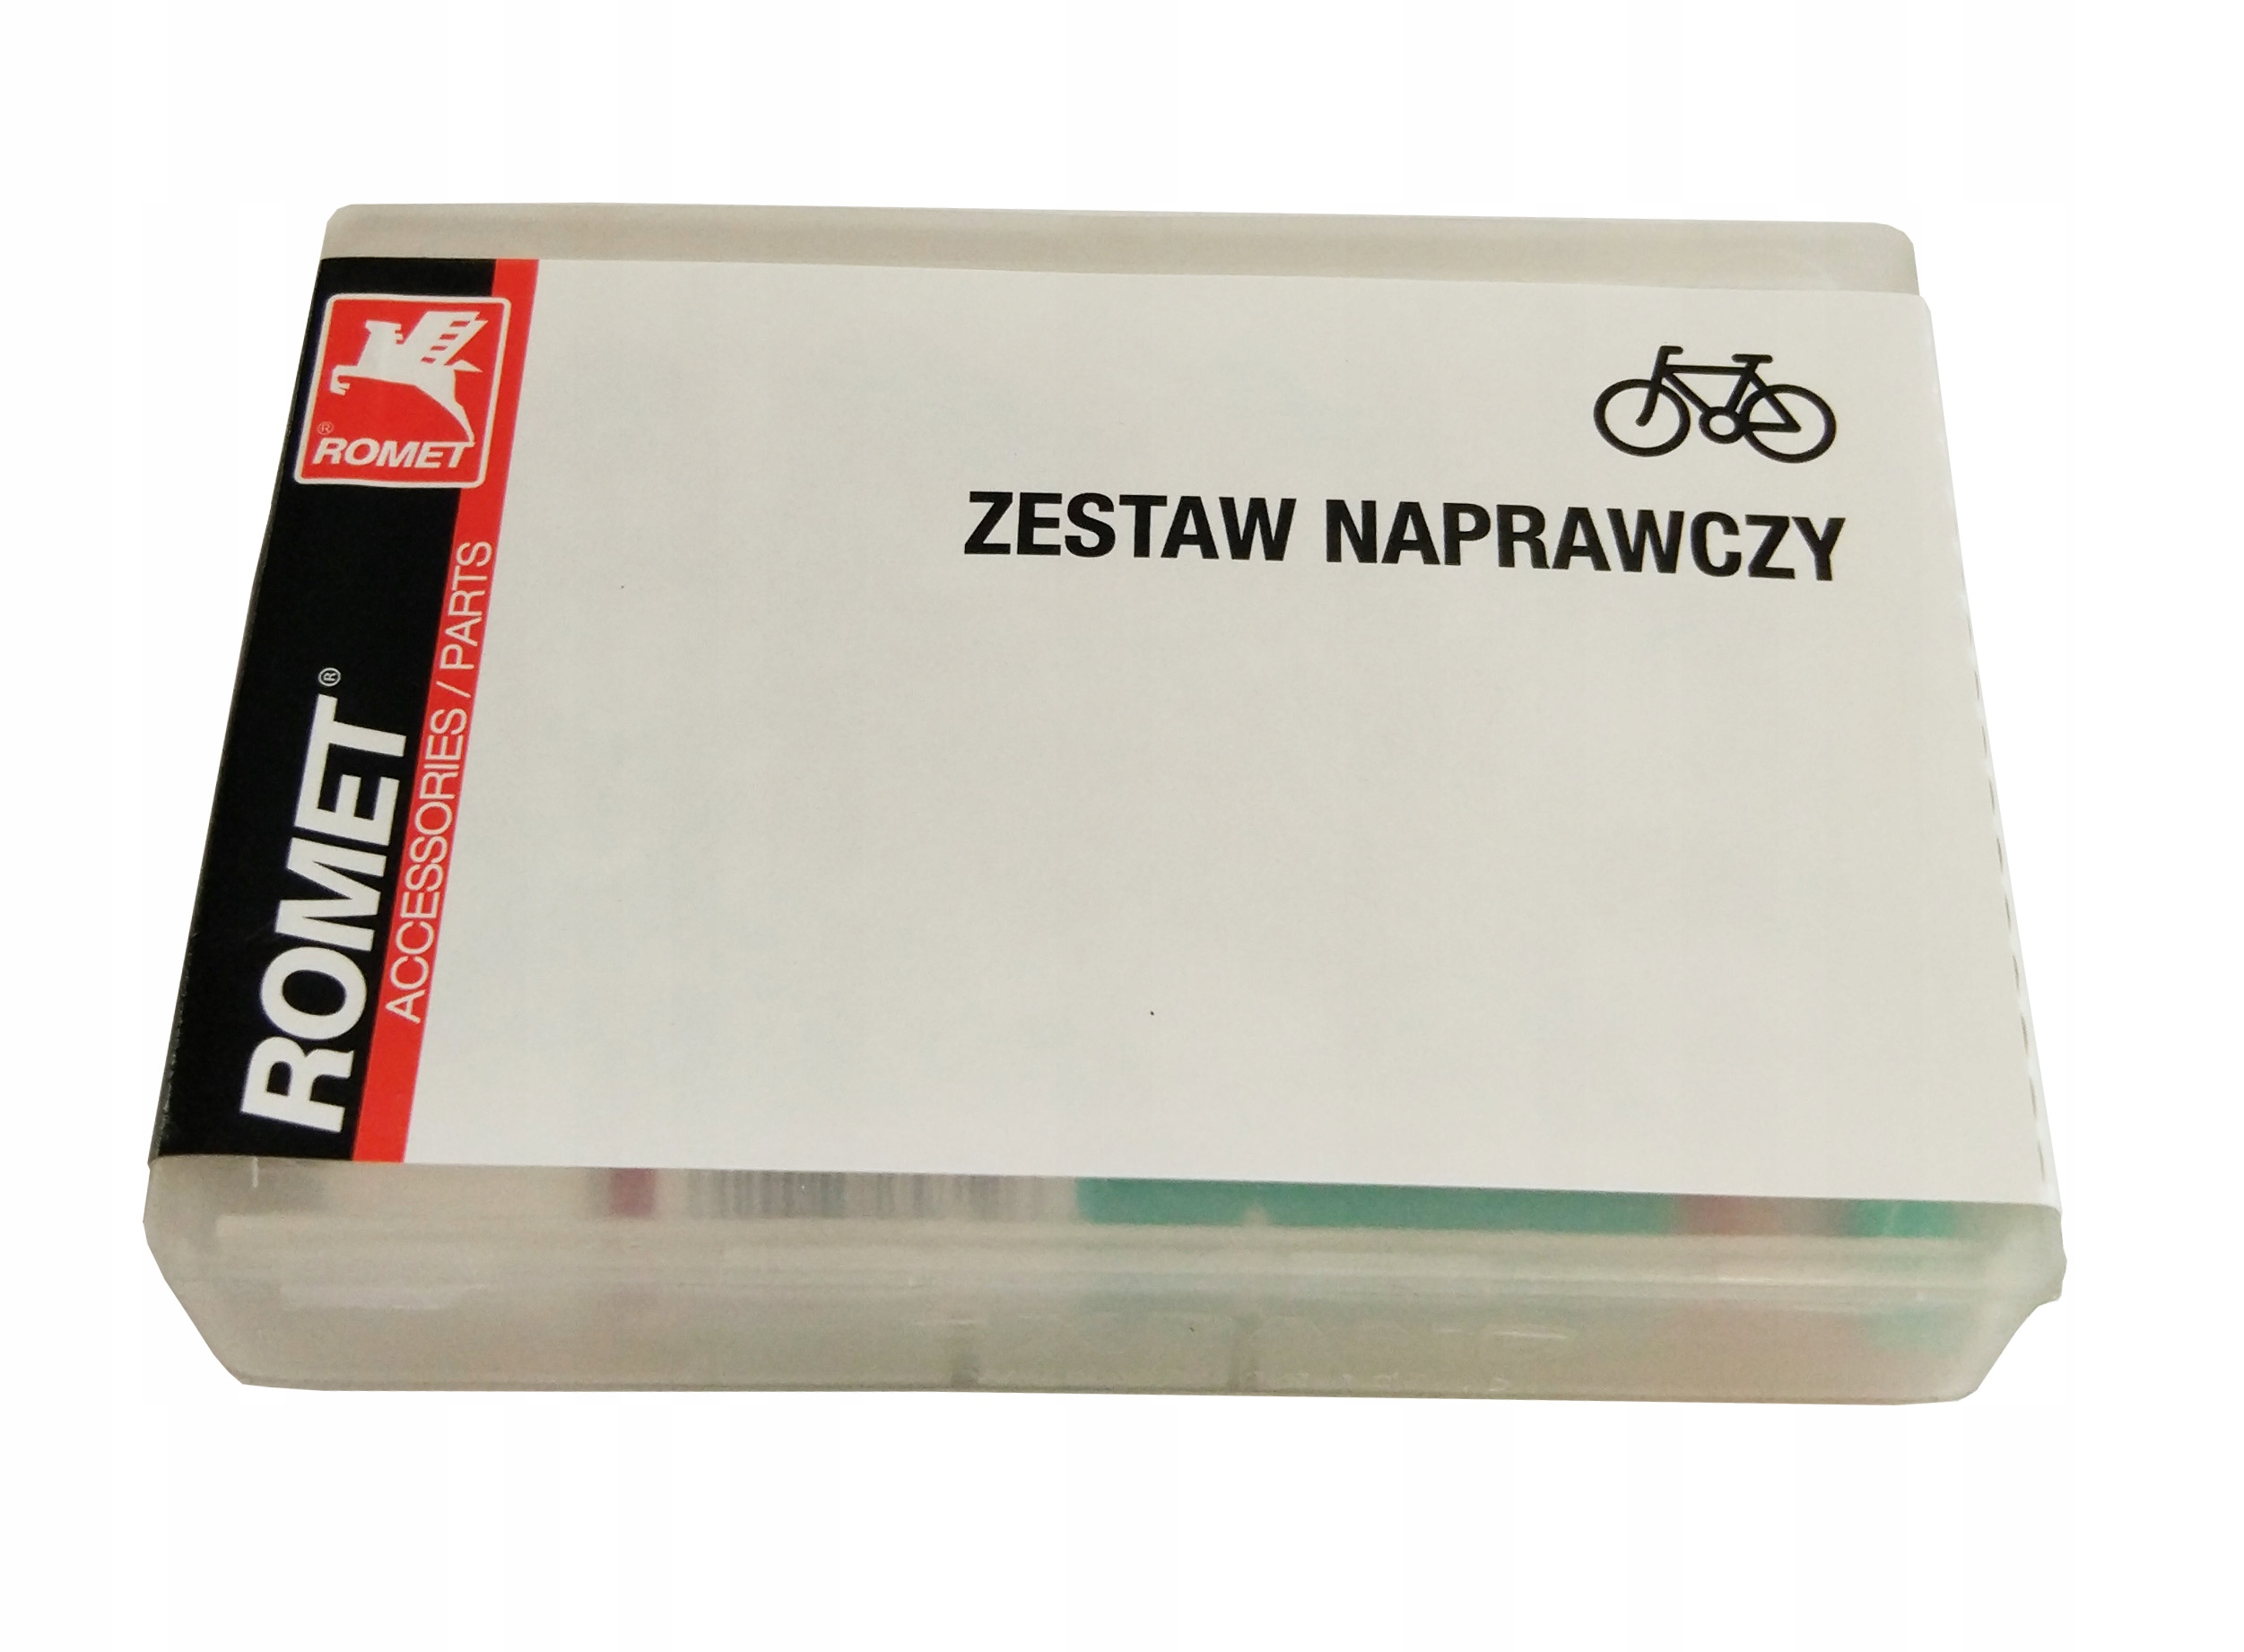 ® ROMET
ROMET®
ACCESSORIES / PARTS
ZESTAW NAPRAWCZY